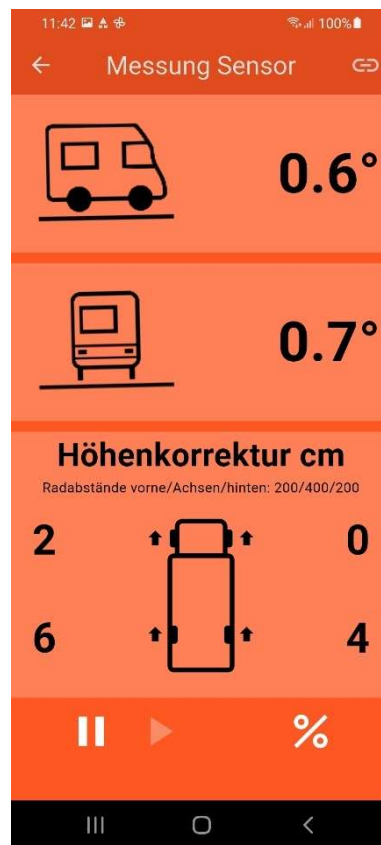 11:42 100%
Messung Sensor
0.6°
0.7°
Höhenkorrektur cm
Radabstände vorne/Achsen/hinten: 200/400/200
2 0
6 4
%